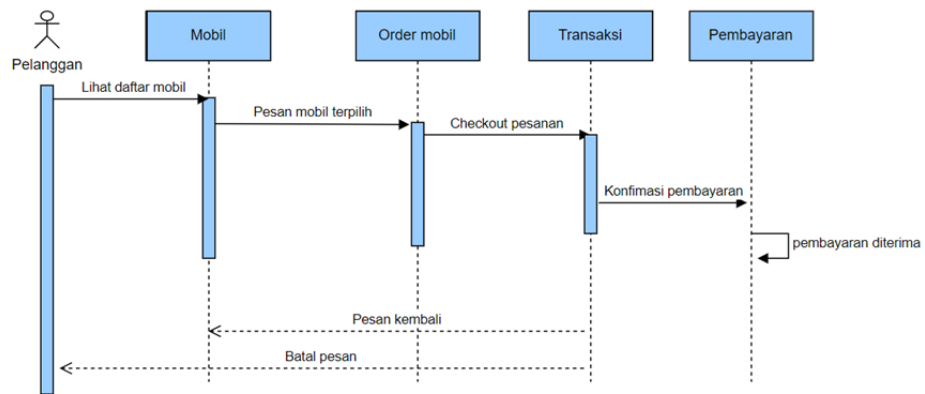 Mobil
Order mobil
Transaksi
Pembayaran
Pelanggan
Lihat daftar mobil
Pesan mobil terpilih
Checkout pesanan
Konfimasi pembayaran
pembayaran diterima
Pesan kembali
Batal pesan